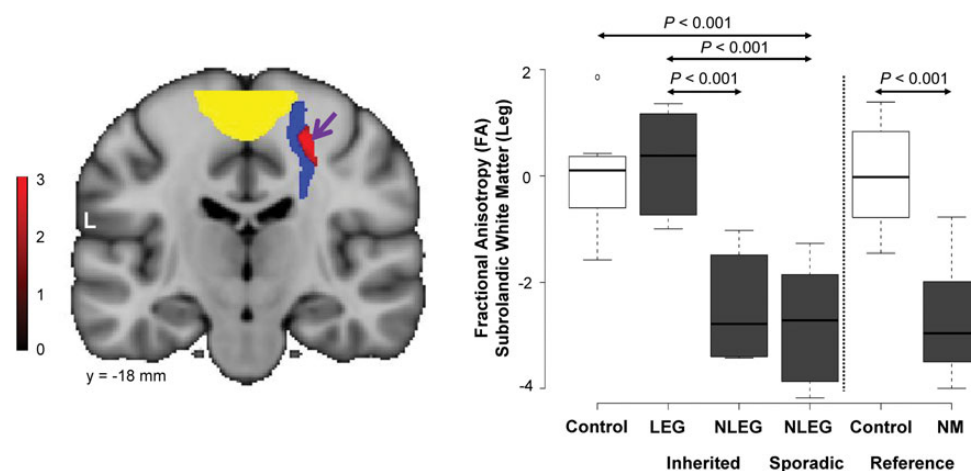 3
2
1
0
L
y = -18 mm
P < 0.001
P < 0.001
P < 0.001
P < 0.001
2
0
-2
-4
Fractional Anisotropy (FA)
Subrolandic White Matter (Leg)
Control LEG NLEG NLEG Control NM
Inherited Sporadic Reference